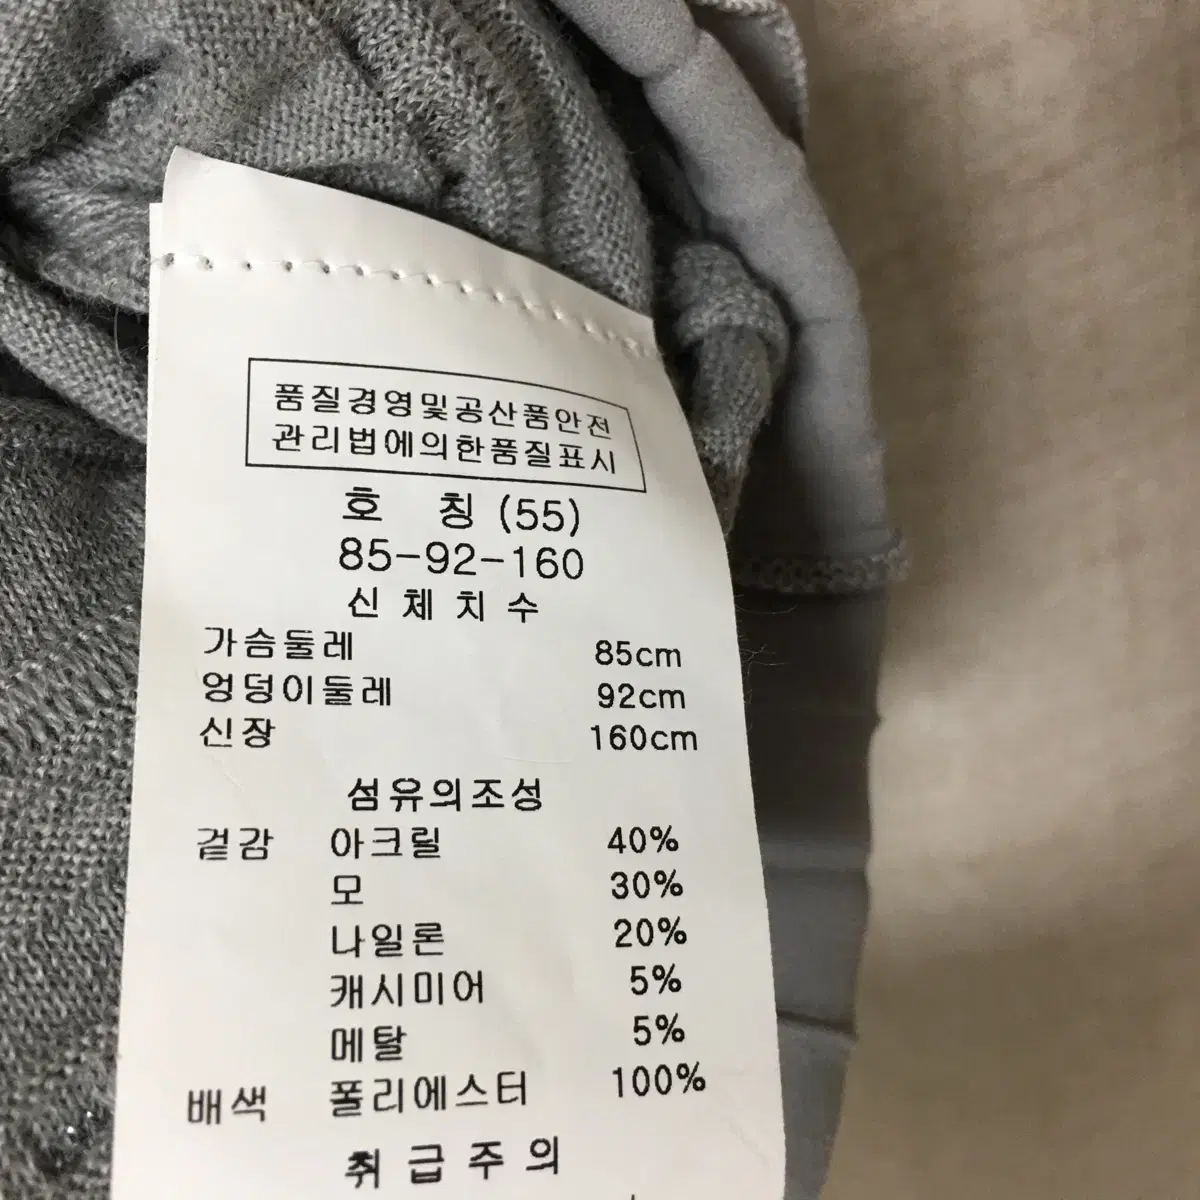 품질경영및공산품안전
관리법에의한품질표시
호 칭 (55)
85-92-160
신 체 치 수
가슴둘레 85cm
엉덩이둘레 92cm
신장 160cm
섬유의조성
겉감 아크릴 40%
모 30%
나일론 20%
캐시미어 5%
메탈 5%
배색 폴리에스터 100%
취 급 주 의